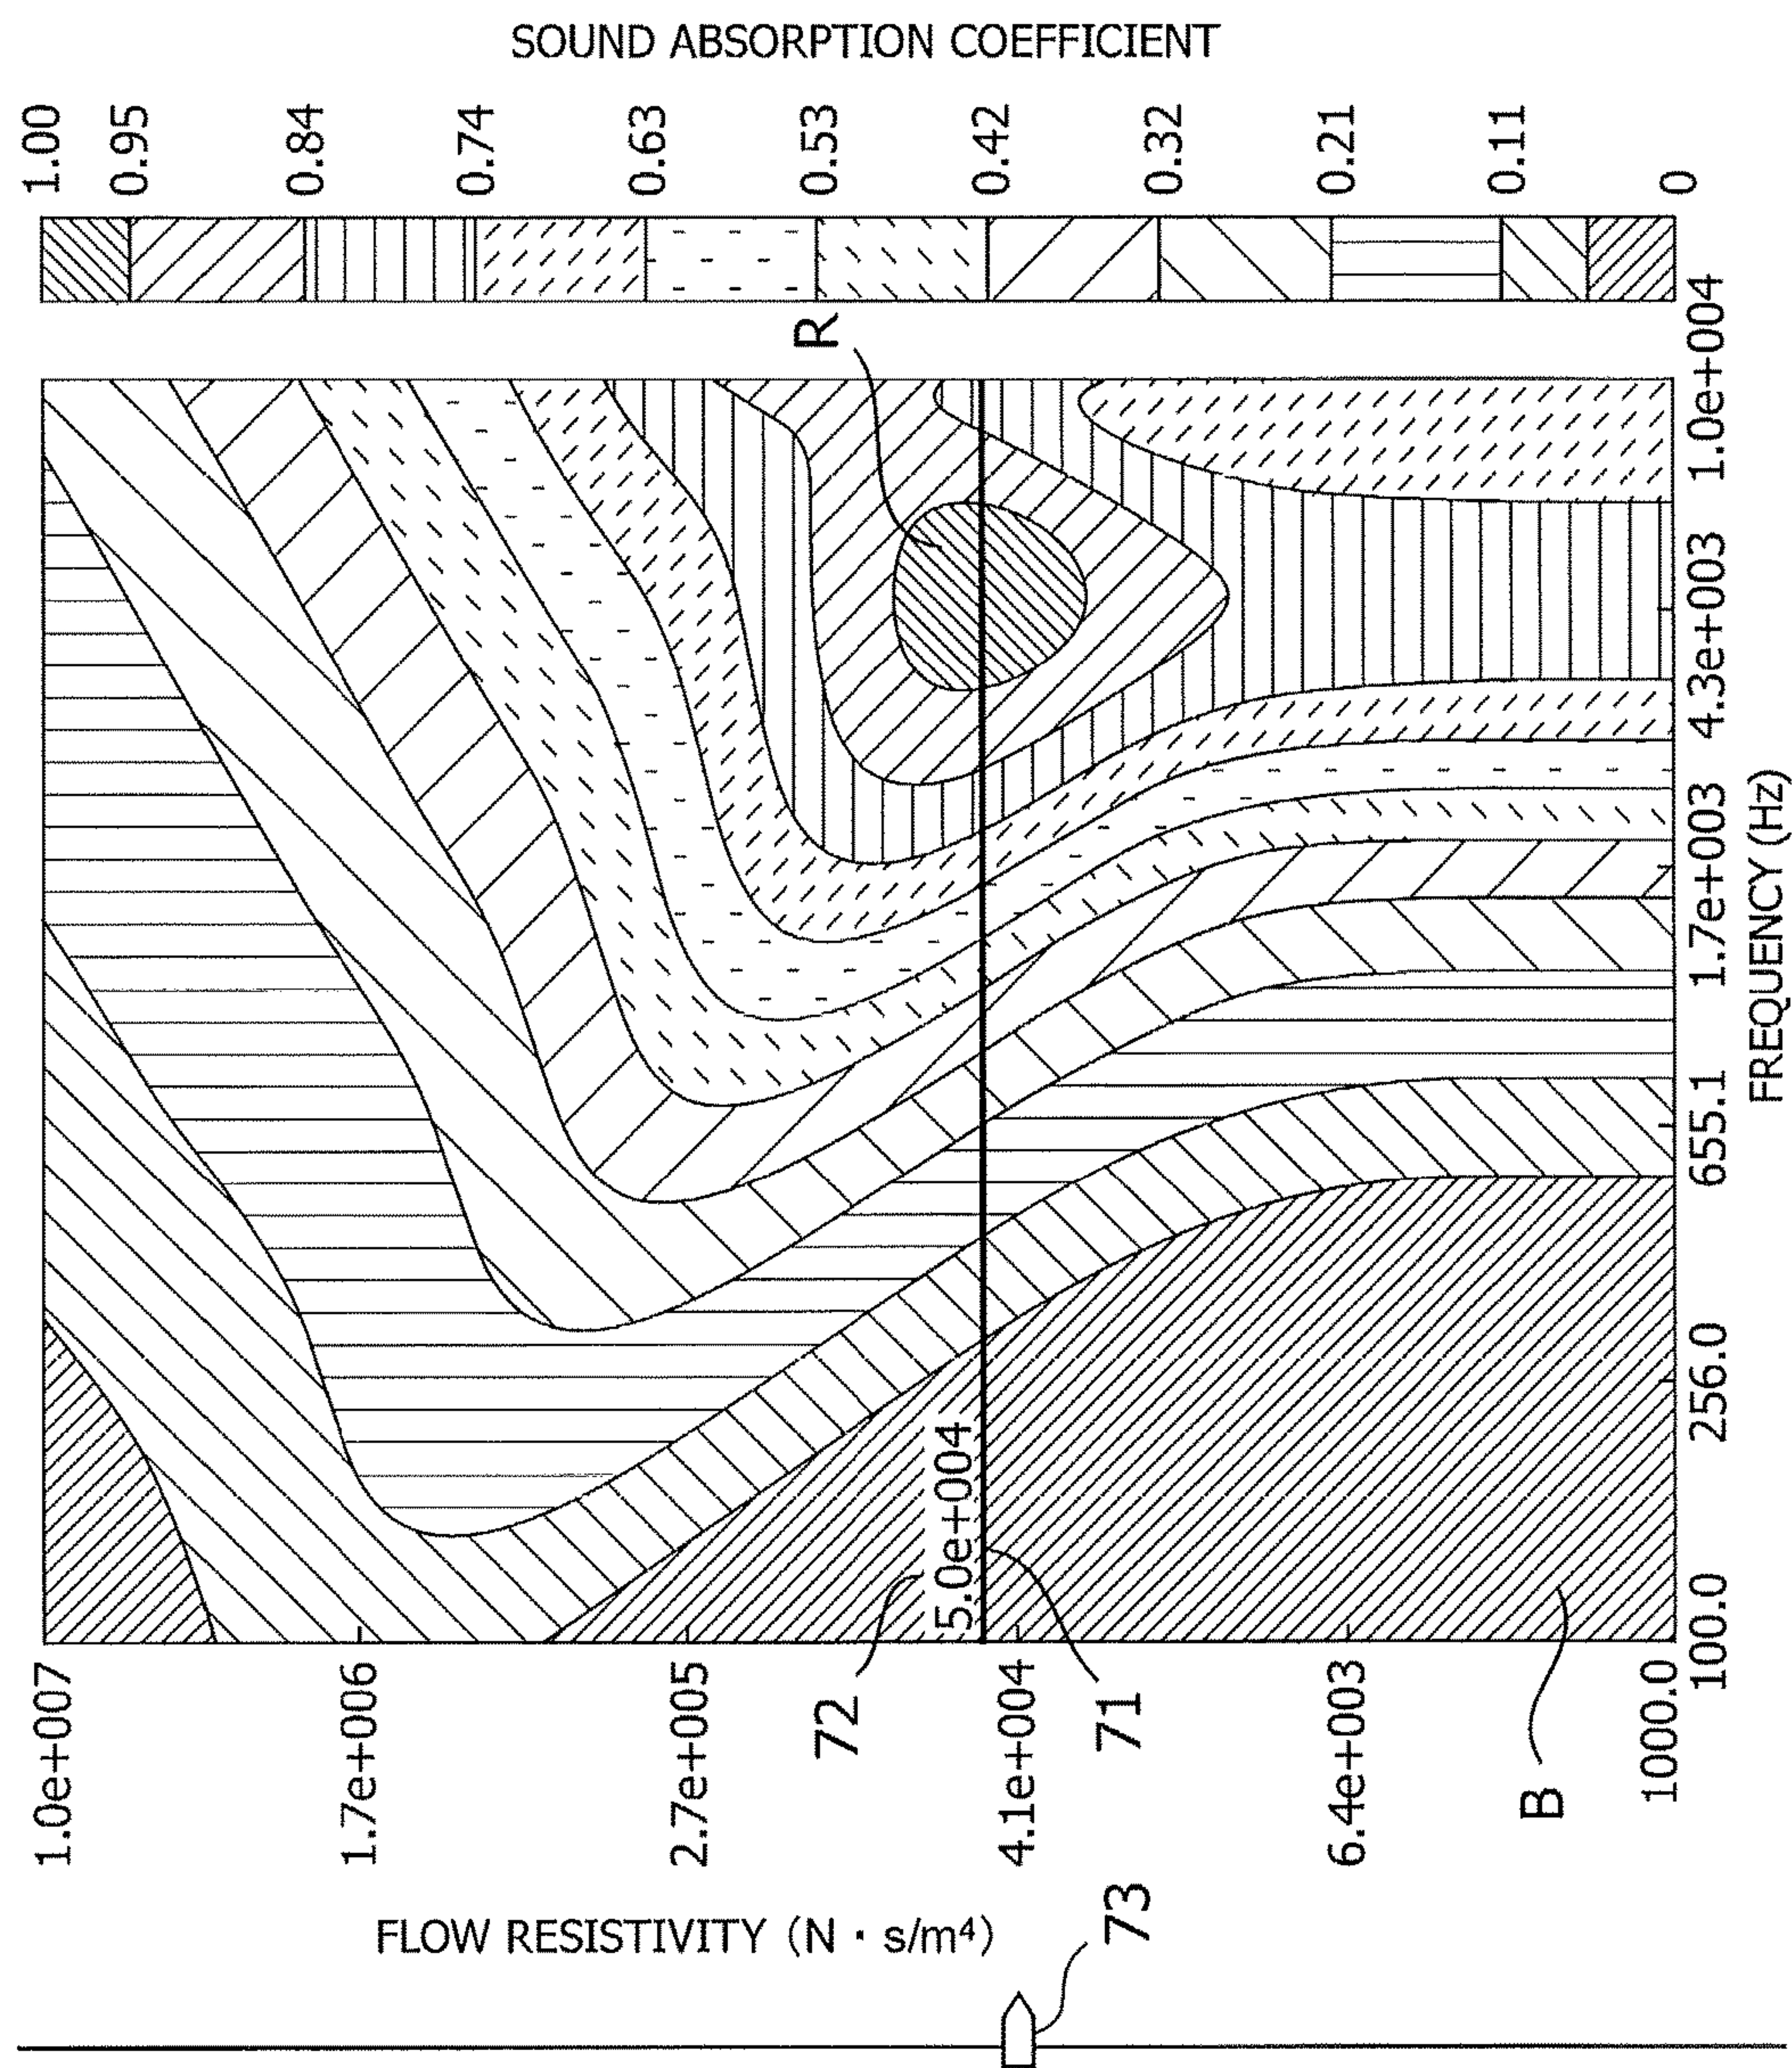 SOUND ABSORPTION COEFFICIENT
1.00
0.95
0.84
0.74
0.63
0.53
0.42
0.32
0.21
0.11
0
R
1.0e+007
1.7e+006
2.7e+005
4.1e+004
6.4e+003
1000.0
FLOW RESISTIVITY (N・s/m⁴)
5.0e+004
72
71
73
B
100.0
256.0
655.1
1.7e+003
4.3e+003
1.0e+004
FREQUENCY (Hz)